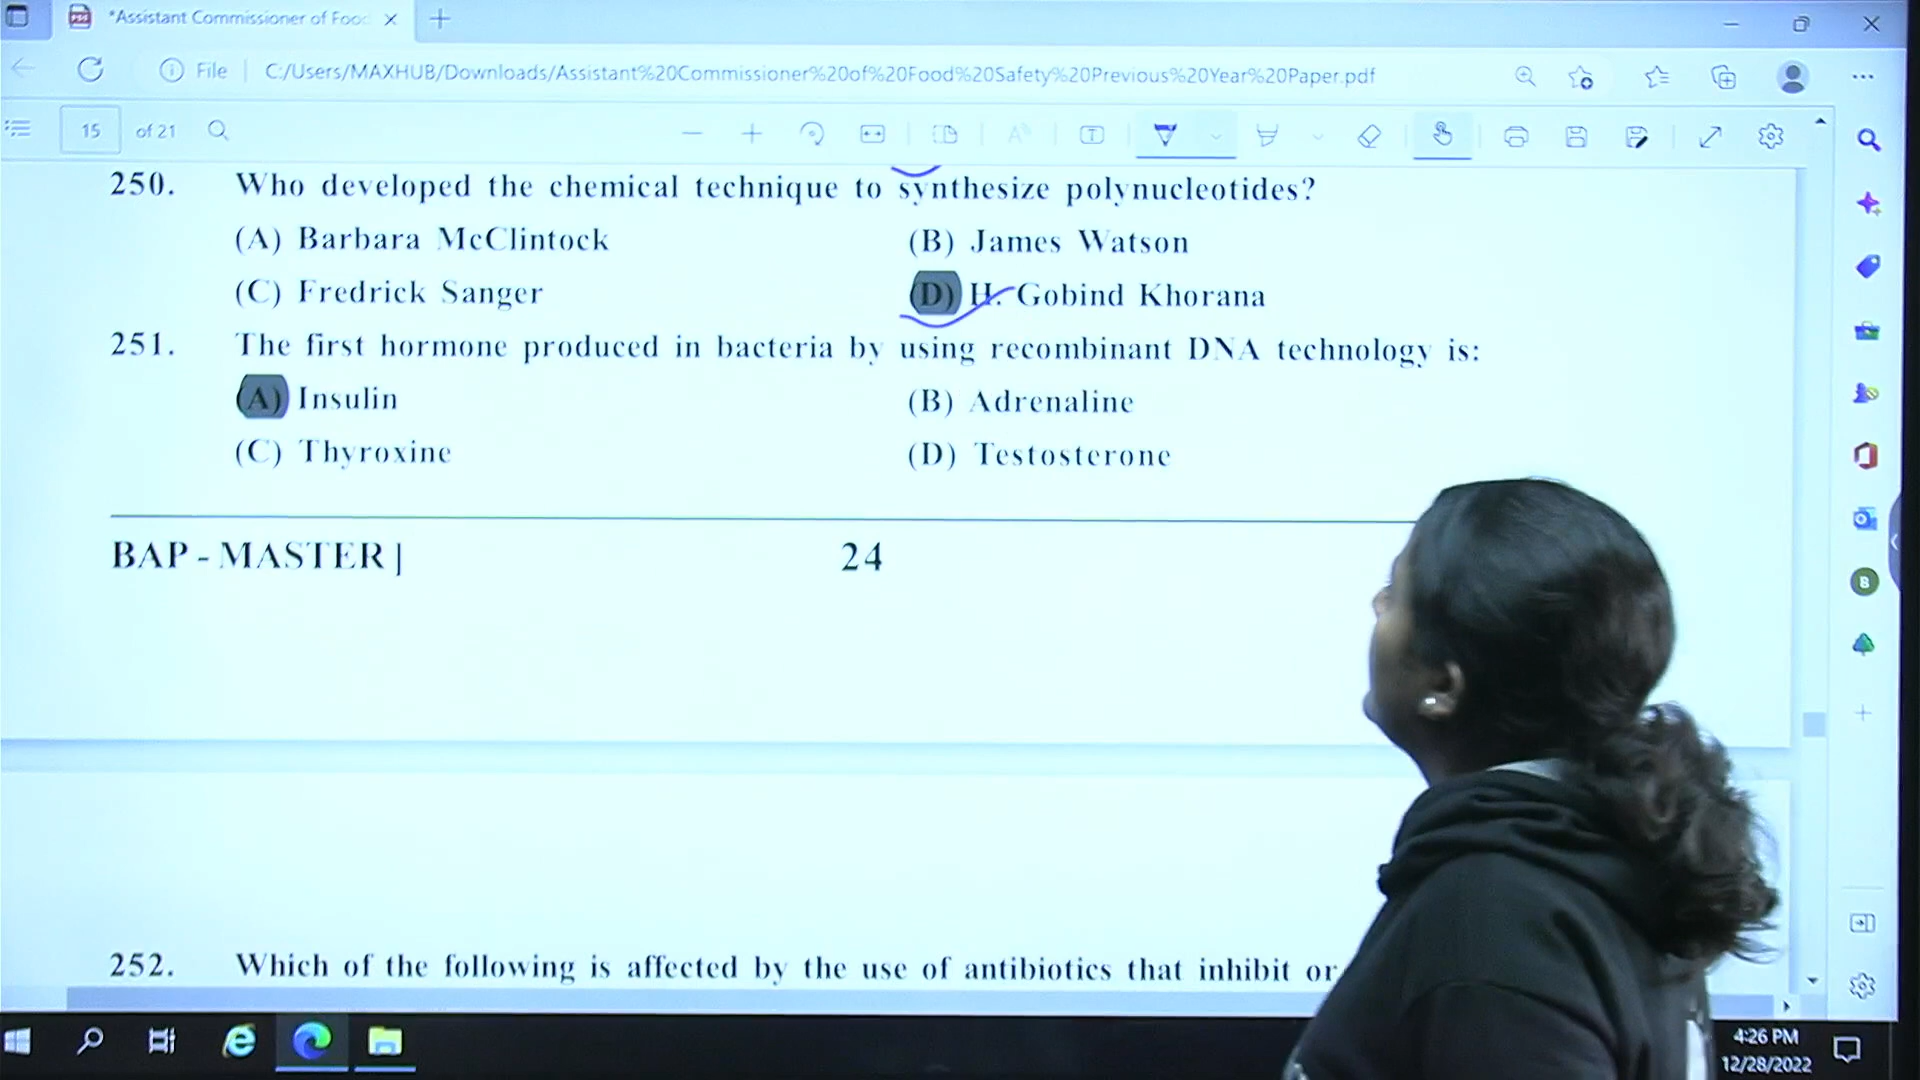 *Assistant Commissioner of Food
File
C:/Users/MAXHUB/Downloads/Assistant%20Commissioner%20of%20Food%20Safety%20Previous%20Year%20Paper.pdf
15 of 21
250. Who developed the chemical technique to synthesize polynucleotides?
(A) Barbara McClintock (B) James Watson
(C) Fredrick Sanger (D) H. Gobind Khorana
251. The first hormone produced in bacteria by using recombinant DNA technology is:
(A) Insulin (B) Adrenaline
(C) Thyroxine (D) Testosterone
BAP - MASTER ] 24
252. Which of the following is affected by the use of antibiotics that inhibit or
4:26 PM
12/28/2022